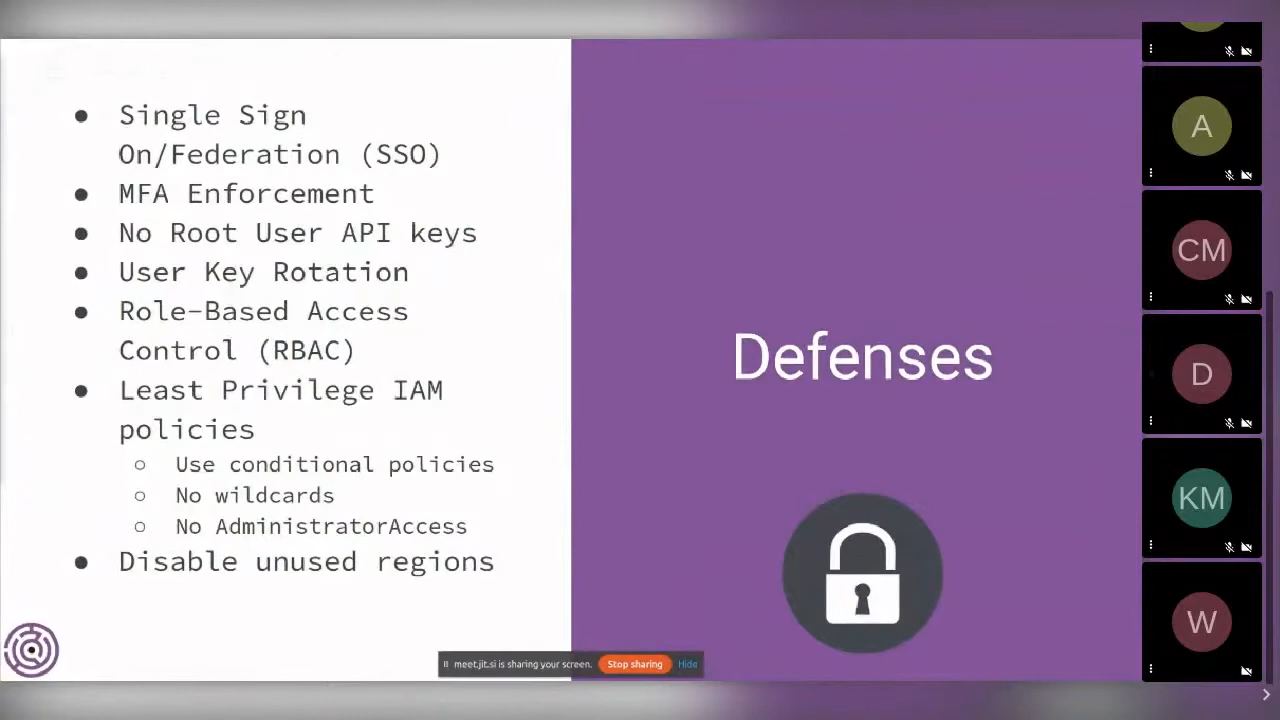 ● Single Sign
On/Federation (SSO)
● MFA Enforcement
● No Root User API keys
● User Key Rotation
● Role-Based Access
Control (RBAC)
● Least Privilege IAM
policies
○ Use conditional policies
○ No wildcards
○ No AdministratorAccess
● Disable unused regions
Defenses
meet.jit.si is sharing your screen. Stop sharing Hide
A
CM
D
KM
W